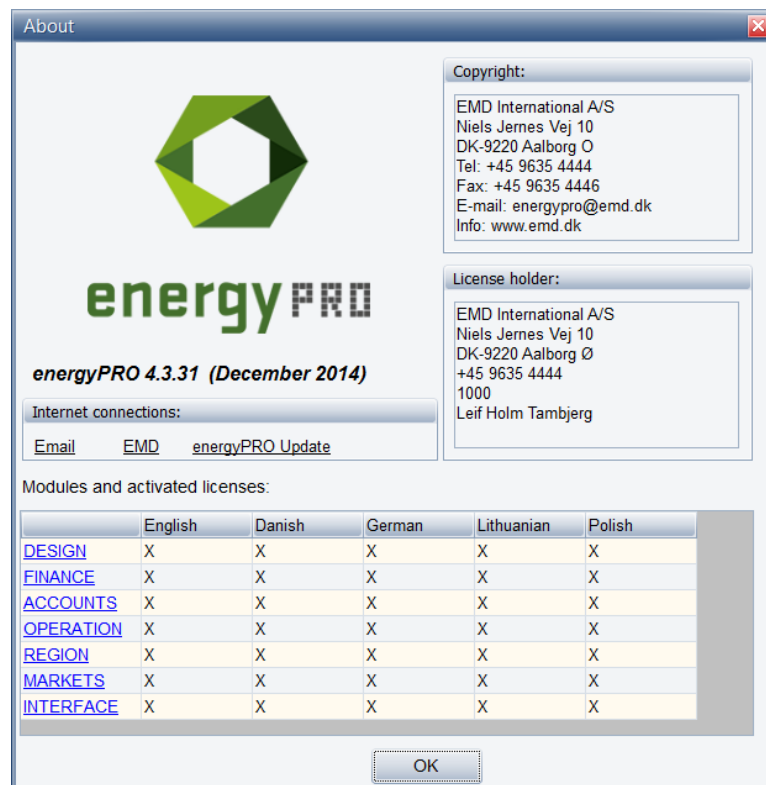 About
Copyright:
EMD International A/S
Niels Jernes Vej 10
DK-9220 Aalborg O
Tel: +45 9635 4444
Fax: +45 9635 4446
E-mail: energypro@emd.dk
Info: www.emd.dk
energyPRO
energyPRO 4.3.31 (December 2014)
License holder:
EMD International A/S
Niels Jernes Vej 10
DK-9220 Aalborg Ø
+45 9635 4444
1000
Leif Holm Tambjerg
Internet connections:
Email EMD energyPRO Update
Modules and activated licenses:
English Danish German Lithuanian Polish
DESIGN X X X X X
FINANCE X X X X X
ACCOUNTS X X X X X
OPERATION X X X X X
REGION X X X X X
MARKETS X X X X X
INTERFACE X X X X X
OK